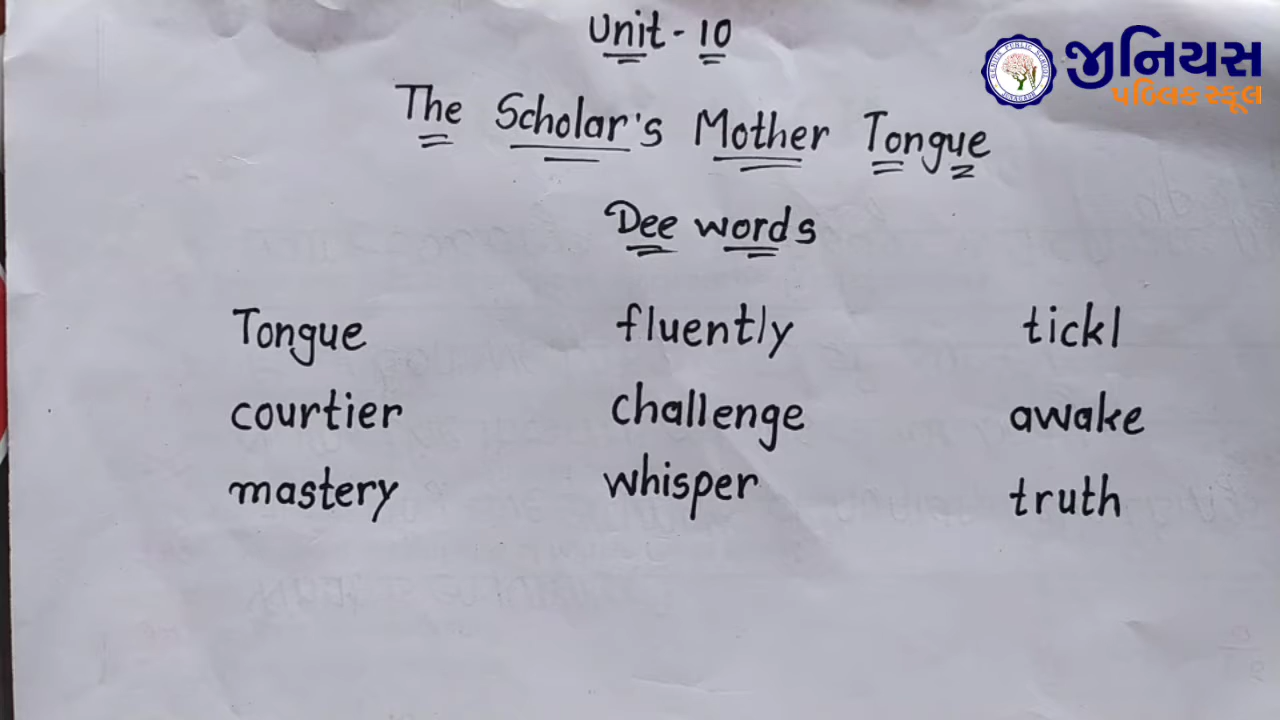 Unit - 10
જીનિયસ
પબ્લિક સ્કૂલ
The Scholar's Mother Tongue
Dee words
Tongue fluently tickl
courtier challenge awake
mastery whisper truth